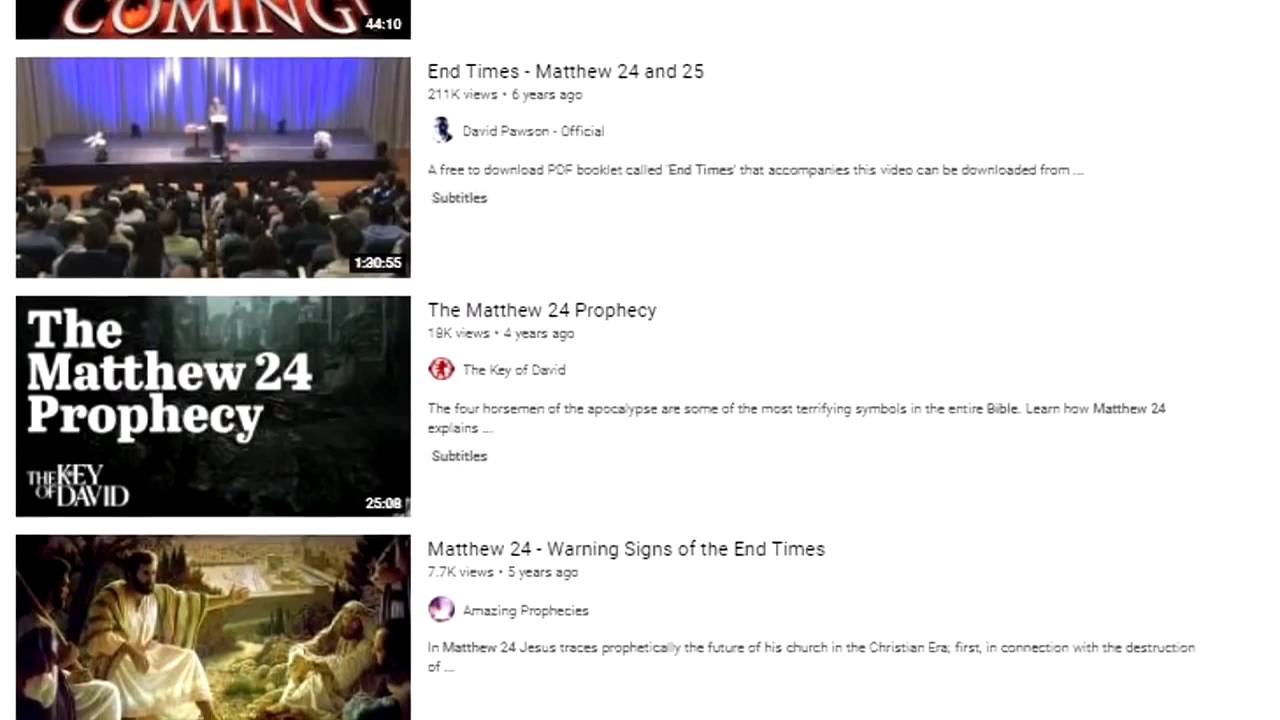 COMING!
44:10
End Times - Matthew 24 and 25
211K views • 6 years ago
David Pawson - Official
A free to download PDF booklet called 'End Times' that accompanies this video can be downloaded from ...
Subtitles
1:30:55
The Matthew 24 Prophecy
18K views • 4 years ago
The Key of David
The four horsemen of the apocalypse are some of the most terrifying symbols in the entire Bible. Learn how Matthew 24
explains ...
Subtitles
The
Matthew 24
Prophecy
THE KEY
OF DAVID
25:08
Matthew 24 - Warning Signs of the End Times
7.7K views • 5 years ago
Amazing Prophecies
In Matthew 24 Jesus traces prophetically the future of his church in the Christian Era; first, in connection with the destruction
of ...